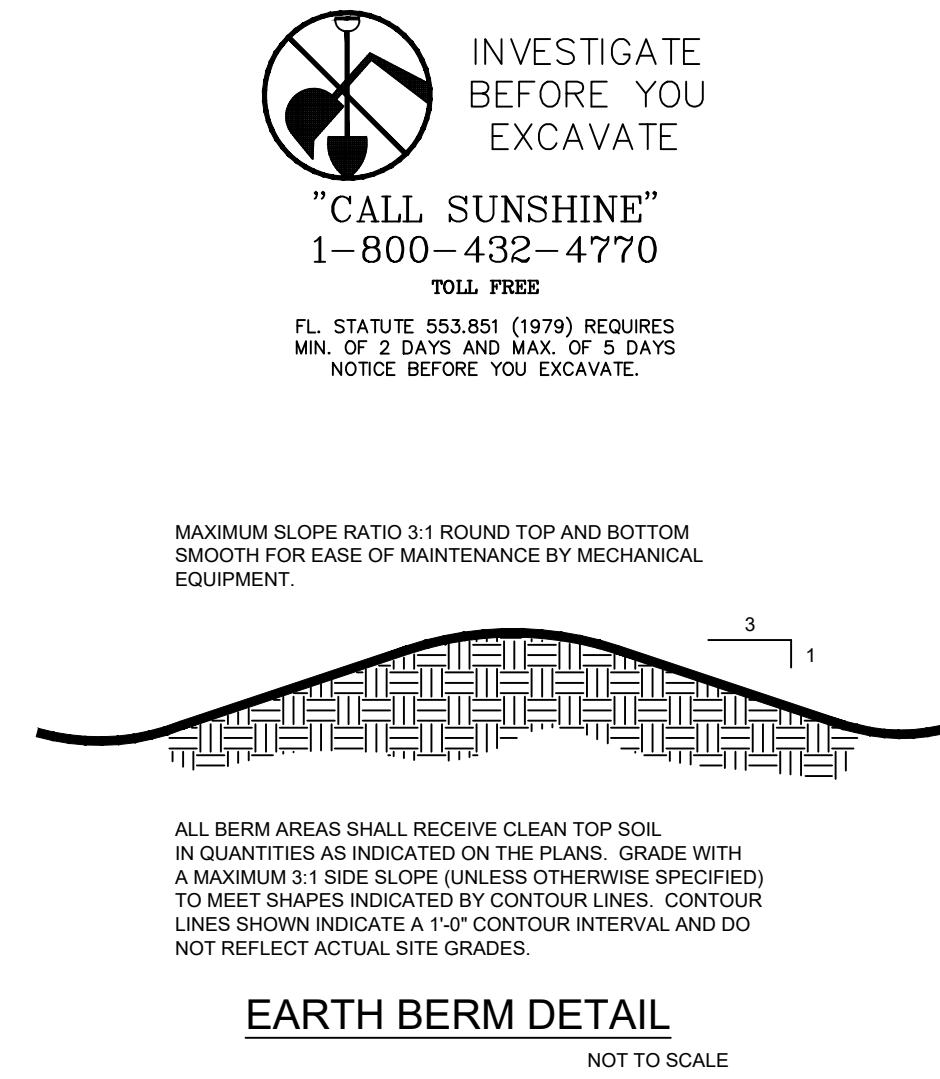 INVESTIGATE
BEFORE YOU
EXCAVATE
"CALL SUNSHINE"
1-800-432-4770
TOLL FREE
FL. STATUTE 553.851 (1979) REQUIRES
MIN. OF 2 DAYS AND MAX. OF 5 DAYS
NOTICE BEFORE YOU EXCAVATE.
MAXIMUM SLOPE RATIO 3:1 ROUND TOP AND BOTTOM
SMOOTH FOR EASE OF MAINTENANCE BY MECHANICAL
EQUIPMENT.
3
1
ALL BERM AREAS SHALL RECEIVE CLEAN TOP SOIL
IN QUANTITIES AS INDICATED ON THE PLANS. GRADE WITH
A MAXIMUM 3:1 SIDE SLOPE (UNLESS OTHERWISE SPECIFIED)
TO MEET SHAPES INDICATED BY CONTOUR LINES. CONTOUR
LINES SHOWN INDICATE A 1'-0" CONTOUR INTERVAL AND DO
NOT REFLECT ACTUAL SITE GRADES.
EARTH BERM DETAIL
NOT TO SCALE